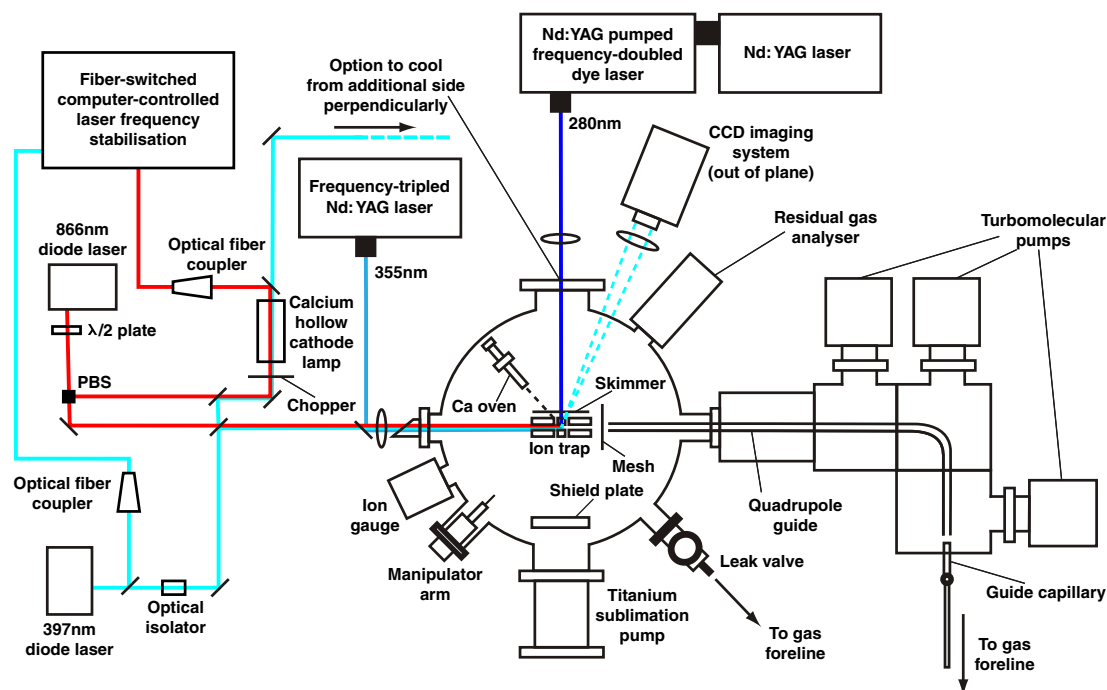 Nd:YAG pumped
frequency-doubled
dye laser
Nd:YAG laser
Fiber-switched
computer-controlled
laser frequency
stabilisation
Option to cool
from additional side
perpendicularly
280nm
CCD imaging
system
(out of plane)
Frequency-tripled
Nd:YAG laser
Residual gas
analyser
Turbomolecular
pumps
866nm
diode laser
Optical fiber
coupler
355nm
λ/2 plate
Calcium
hollow
cathode
lamp
PBS
Chopper
Ca oven
Skimmer
Ion trap
Mesh
Optical fiber
coupler
Ion
gauge
Shield plate
Quadrupole
guide
Manipulator
arm
Leak valve
Guide capillary
Optical
isolator
397nm
diode laser
Titanium
sublimation
pump
To gas
foreline
To gas
foreline